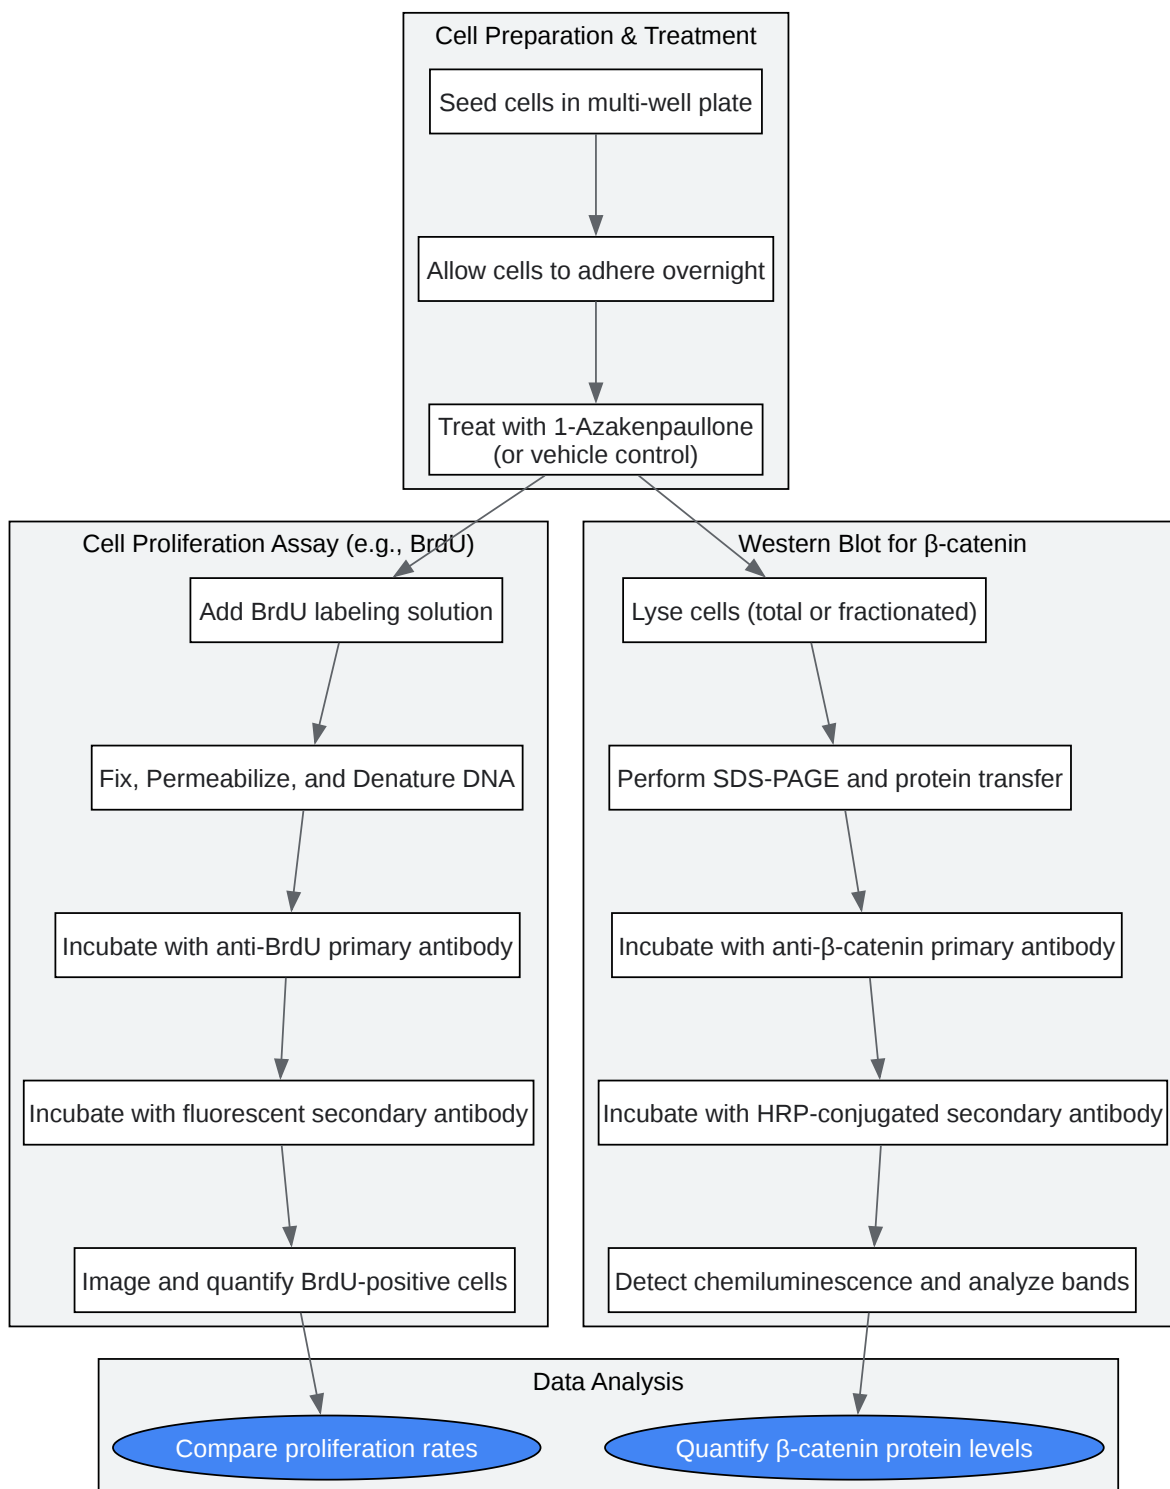 Cell Preparation & Treatment
Seed cells in multi-well plate
Allow cells to adhere overnight
Treat with 1-Azakenpaullone
(or vehicle control)
Cell Proliferation Assay (e.g., BrdU)
Add BrdU labeling solution
Fix, Permeabilize, and Denature DNA
Incubate with anti-BrdU primary antibody
Incubate with fluorescent secondary antibody
Image and quantify BrdU-positive cells
Western Blot for β-catenin
Lyse cells (total or fractionated)
Perform SDS-PAGE and protein transfer
Incubate with anti-β-catenin primary antibody
Incubate with HRP-conjugated secondary antibody
Detect chemiluminescence and analyze bands
Data Analysis
Compare proliferation rates
Quantify β-catenin protein levels